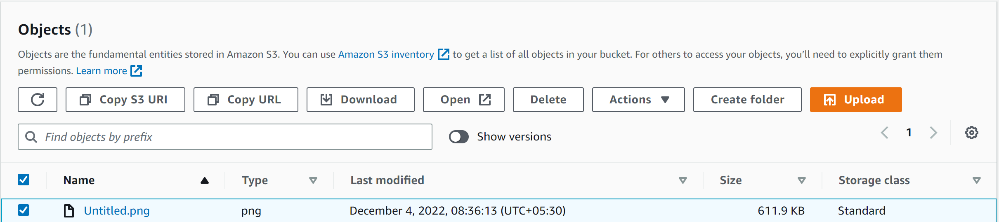 Objects (1)
Objects are the fundamental entities stored in Amazon S3. You can use Amazon S3 inventory to get a list of all objects in your bucket. For others to access your objects, you’ll need to explicitly grant them
permissions. Learn more
Copy S3 URI Copy URL Download Open Delete Actions Create folder Upload
Find objects by prefix Show versions 1
Name Type Last modified Size Storage class
Untitled.png png December 4, 2022, 08:36:13 (UTC+05:30) 611.9 KB Standard